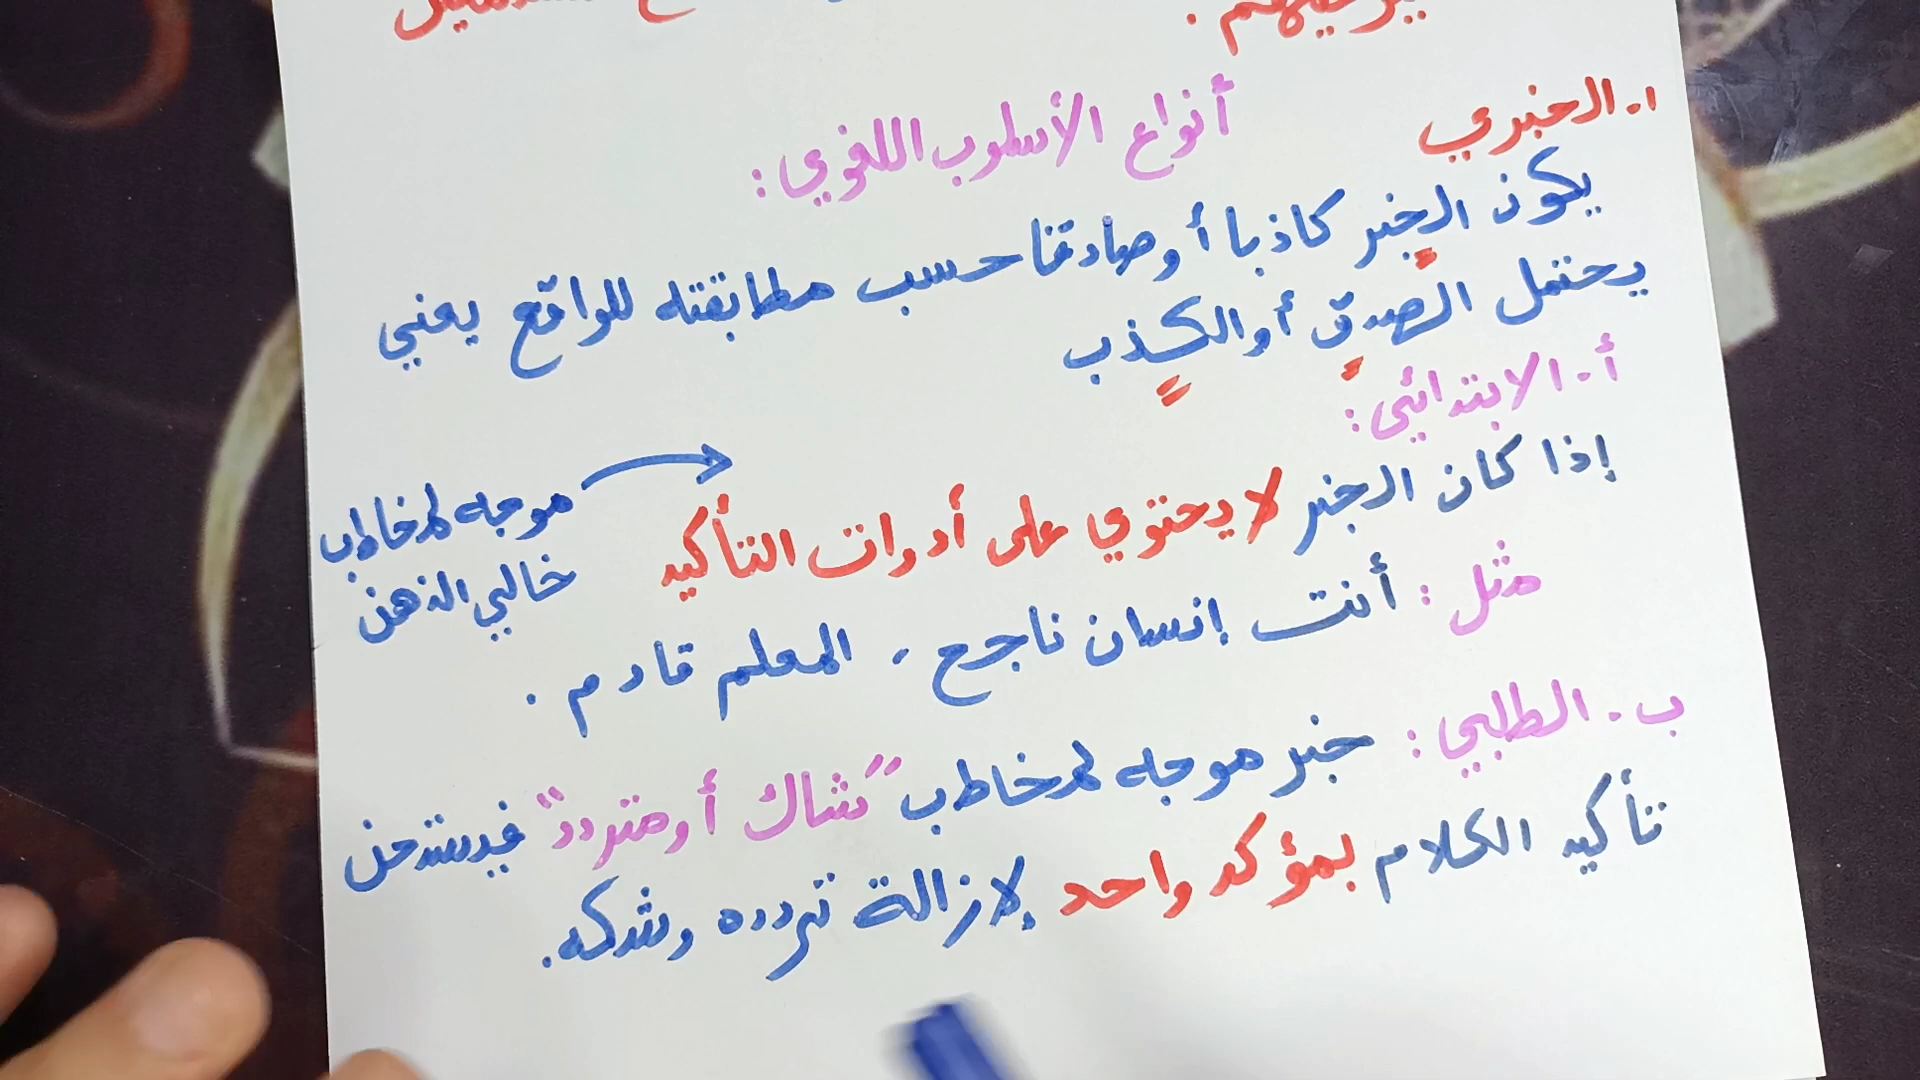 أنواع الأسلوب اللغوي :
١. الخبري
يكون الخبر كاذبا أو صادقا حسب مطابقته للواقع يعني
يحتمل الصدق أو الكذب
أ. الابتدائي :
إذا كان الخبر لا يحتوي على أدوات التأكيد
موجه لمخاطب
خالي الذهن
مثل : أنت إنسان ناجح ، المعلم قادم .
ب. الطلبي : خبر موجه لمخاطب "شاك أو متردد" فيستحن
تأكيد الكلام بمؤكد واحد لإزالة تردده وشكه.